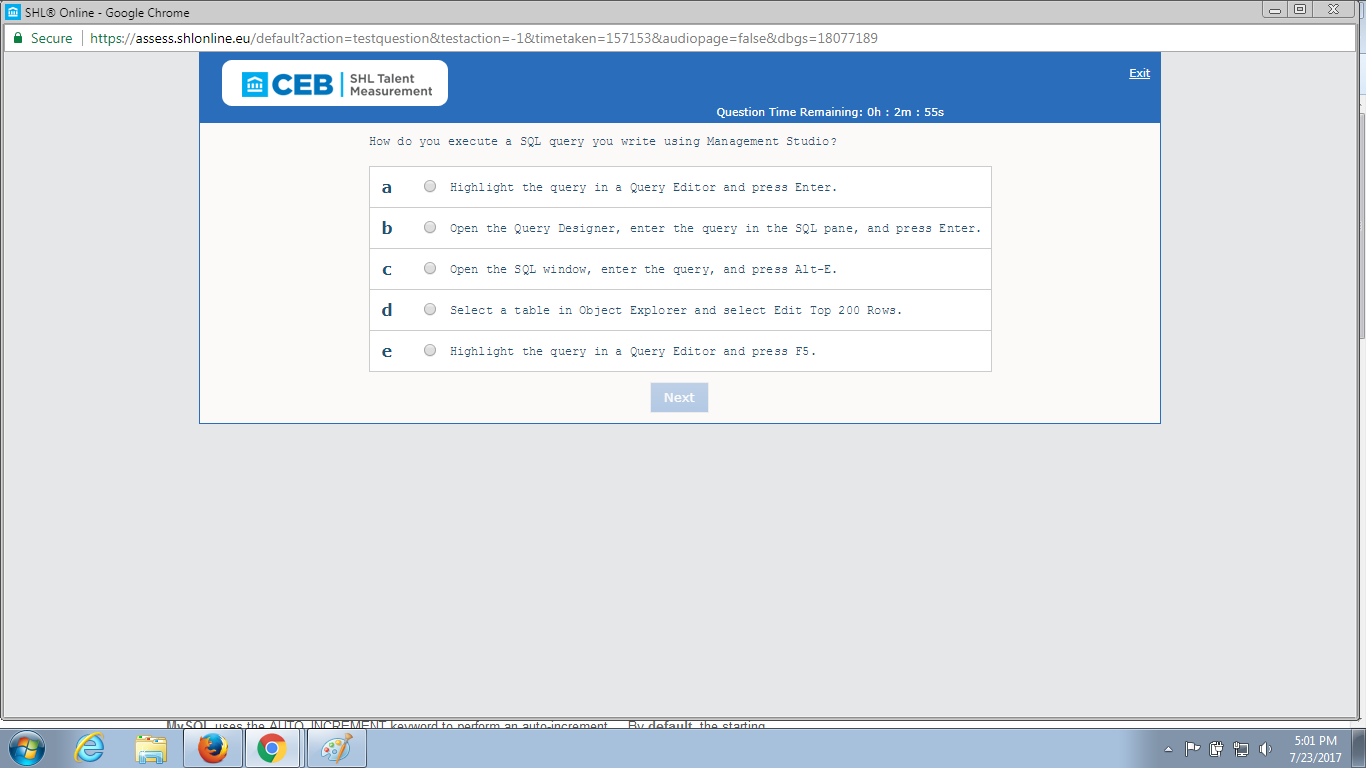 SHL® Online - Google Chrome
Secure https://assess.shlonline.eu/default?action=testquestion&testaction=-1&timetaken=157153&audiopage=false&dbgs=18077189
CEB SHL Talent
Measurement
Exit
Question Time Remaining: 0h : 2m : 55s
How do you execute a SQL query you write using Management Studio?
a Highlight the query in a Query Editor and press Enter.
b Open the Query Designer, enter the query in the SQL pane, and press Enter.
c Open the SQL window, enter the query, and press Alt-E.
d Select a table in Object Explorer and select Edit Top 200 Rows.
e Highlight the query in a Query Editor and press F5.
Next
MySQL uses the AUTO_INCREMENT keyword to perform an auto-increment By default, the starting
5:01 PM
7/23/2017